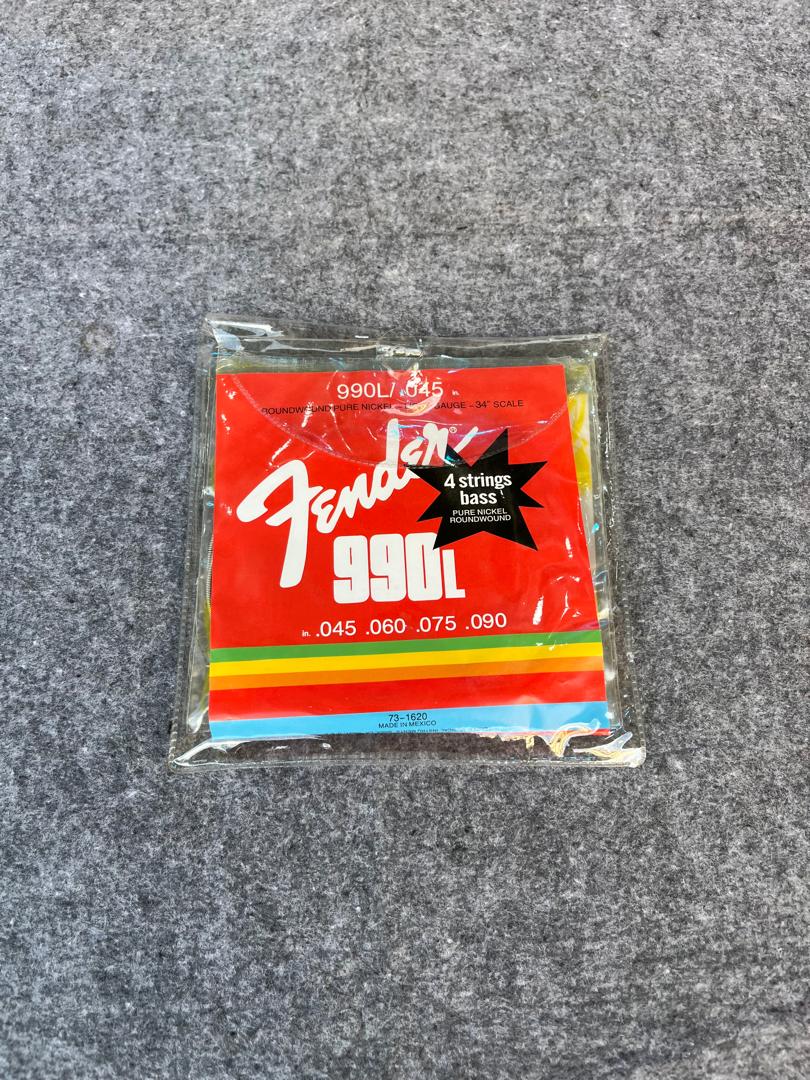 990L/ .045 in.
ROUNDWOUND PURE NICKEL – GAUGE – 34" SCALE
Fender®
4 strings
bass
PURE NICKEL
ROUNDWOUND
990L
in. .045 .060 .075 .090
73-1620
MADE IN MEXICO